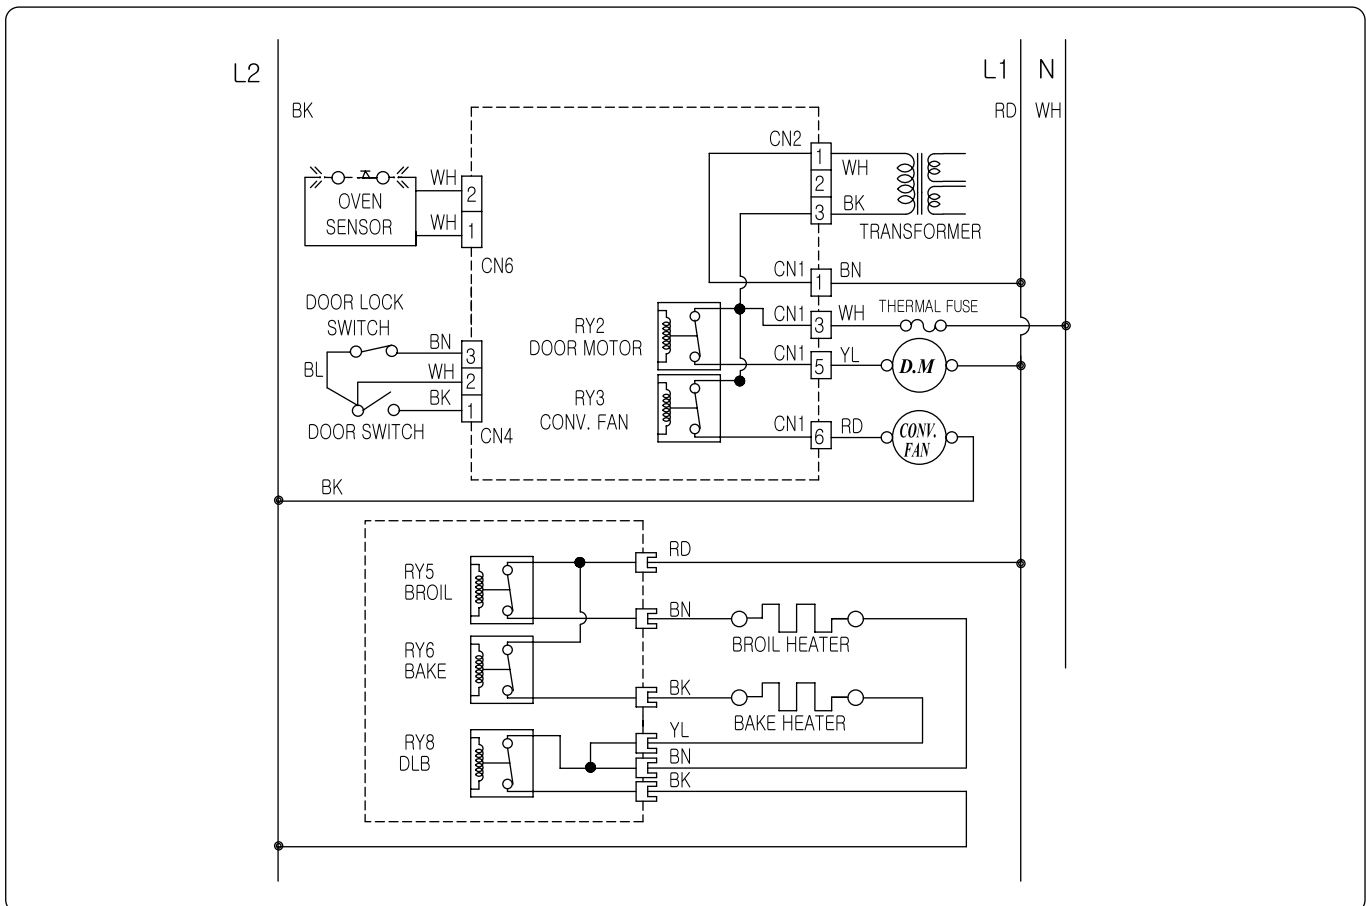 L2
L1
N
BK
RD
WH
CN2
1
WH
2
BK
3
TRANSFORMER
WH
2
OVEN
SENSOR
WH
1
CN6
CN1
1
BN
THERMAL FUSE
CN1
3
WH
DOOR LOCK
SWITCH
RY2
DOOR MOTOR
CN1
5
YL
D.M
BN
3
BL
WH
2
BK
1
DOOR SWITCH
CN4
RY3
CONV. FAN
CN1
6
RD
CONV.
FAN
BK
RD
RY5
BROIL
BN
BROIL HEATER
RY6
BAKE
BK
BAKE HEATER
YL
RY8
DLB
BN
BK